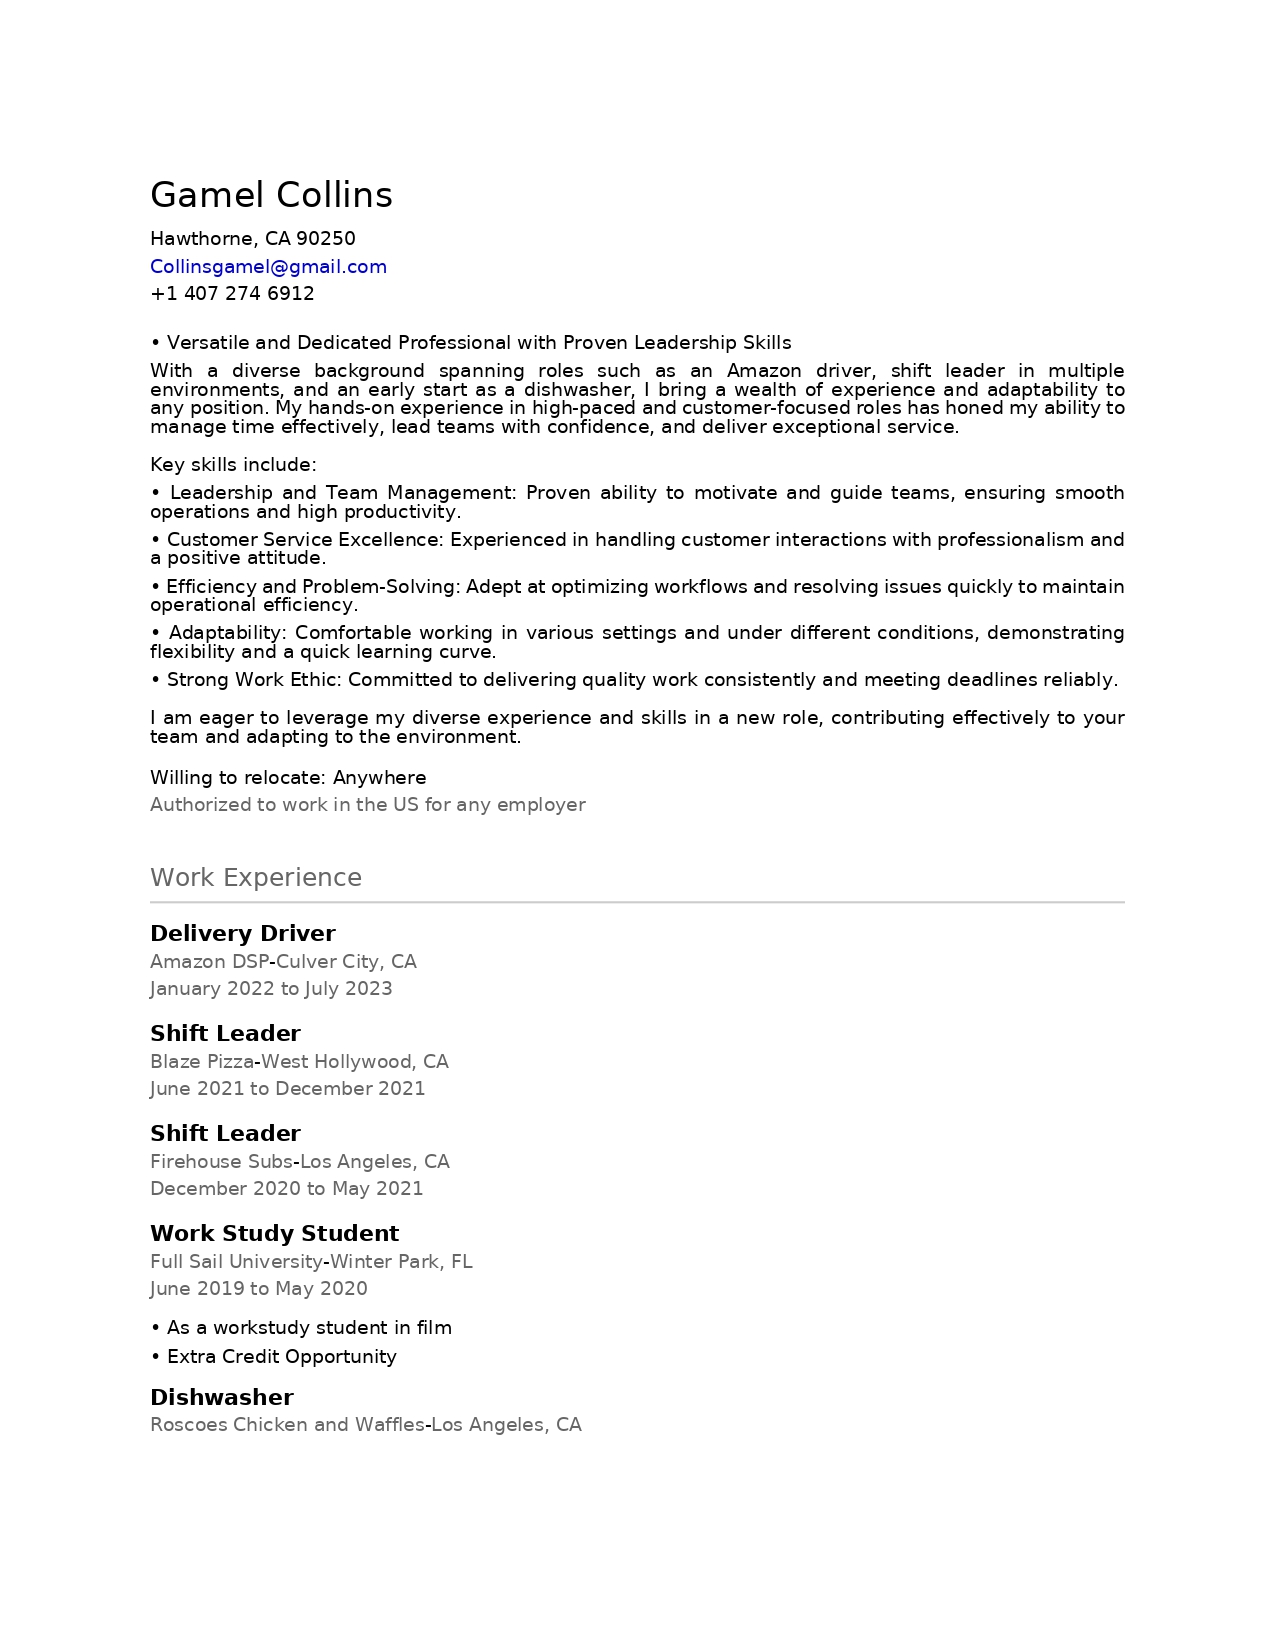 Gamel Collins
Hawthorne, CA 90250
Collinsgamel@gmail.com
+1 407 274 6912
• Versatile and Dedicated Professional with Proven Leadership Skills
With a diverse background spanning roles such as an Amazon driver, shift leader in multiple
environments, and an early start as a dishwasher, I bring a wealth of experience and adaptability to
any position. My hands-on experience in high-paced and customer-focused roles has honed my ability to
manage time effectively, lead teams with confidence, and deliver exceptional service.
Key skills include:
• Leadership and Team Management: Proven ability to motivate and guide teams, ensuring smooth
operations and high productivity.
• Customer Service Excellence: Experienced in handling customer interactions with professionalism and
a positive attitude.
• Efficiency and Problem-Solving: Adept at optimizing workflows and resolving issues quickly to maintain
operational efficiency.
• Adaptability: Comfortable working in various settings and under different conditions, demonstrating
flexibility and a quick learning curve.
• Strong Work Ethic: Committed to delivering quality work consistently and meeting deadlines reliably.
I am eager to leverage my diverse experience and skills in a new role, contributing effectively to your
team and adapting to the environment.
Willing to relocate: Anywhere
Authorized to work in the US for any employer
Work Experience
Delivery Driver
Amazon DSP-Culver City, CA
January 2022 to July 2023
Shift Leader
Blaze Pizza-West Hollywood, CA
June 2021 to December 2021
Shift Leader
Firehouse Subs-Los Angeles, CA
December 2020 to May 2021
Work Study Student
Full Sail University-Winter Park, FL
June 2019 to May 2020
• As a workstudy student in film
• Extra Credit Opportunity
Dishwasher
Roscoes Chicken and Waffles-Los Angeles, CA